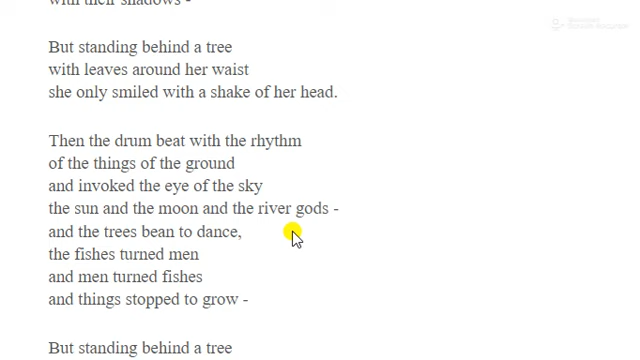 with their shadows -
But standing behind a tree
with leaves around her waist
she only smiled with a shake of her head.
Then the drum beat with the rhythm
of the things of the ground
and invoked the eye of the sky
the sun and the moon and the river gods -
and the trees bean to dance,
the fishes turned men
and men turned fishes
and things stopped to grow -
But standing behind a tree